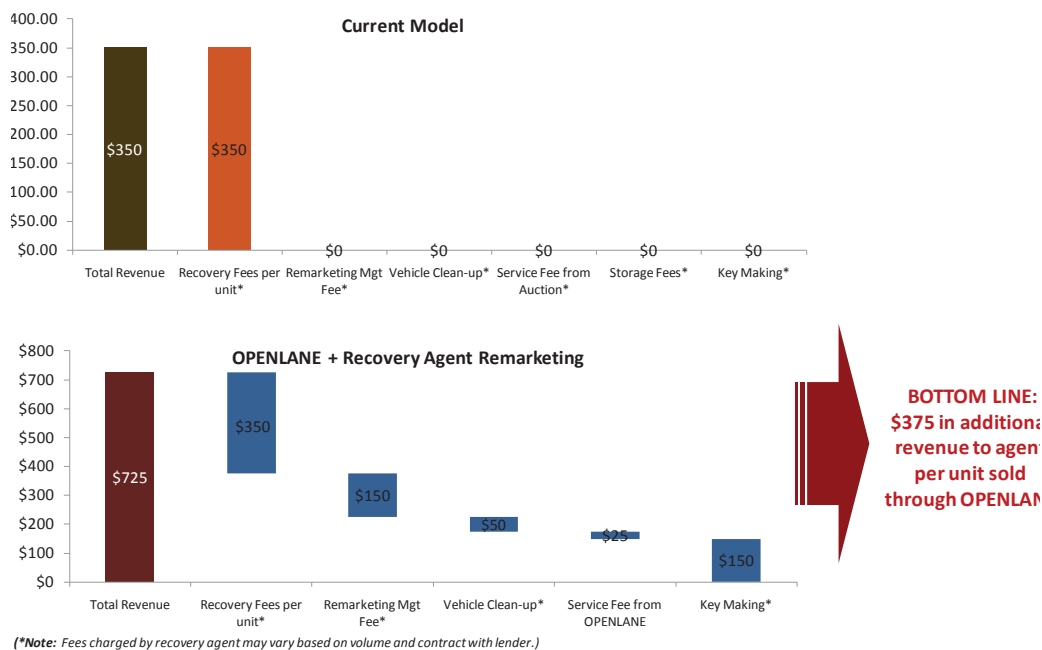 Current Model
400.00
350.00
300.00
250.00
200.00
150.00
100.00
$50.00
$0.00
$350
$350
$0
$0
$0
$0
$0
Total Revenue
Recovery Fees per
unit*
Remarketing Mgt
Fee*
Vehicle Clean-up*
Service Fee from
Auction*
Storage Fees*
Key Making*
OPENLANE + Recovery Agent Remarketing
$800
$700
$600
$500
$400
$300
$200
$100
$0
$725
$350
$150
$50
$25
$150
Total Revenue
Recovery Fees per
unit*
Remarketing Mgt
Fee*
Vehicle Clean-up*
Service Fee from
OPENLANE
Key Making*
BOTTOM LINE:
$375 in additiona
revenue to agen
per unit sold
through OPENLAN
(*Note: Fees charged by recovery agent may vary based on volume and contract with lender.)